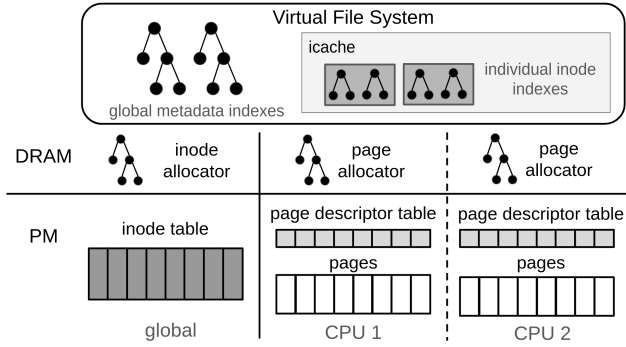 Virtual File System
icache
global metadata indexes
individual inode
indexes
DRAM
inode
allocator
page
allocator
page
allocator
PM
inode table
page descriptor table
page descriptor table
pages
pages
global
CPU 1
CPU 2